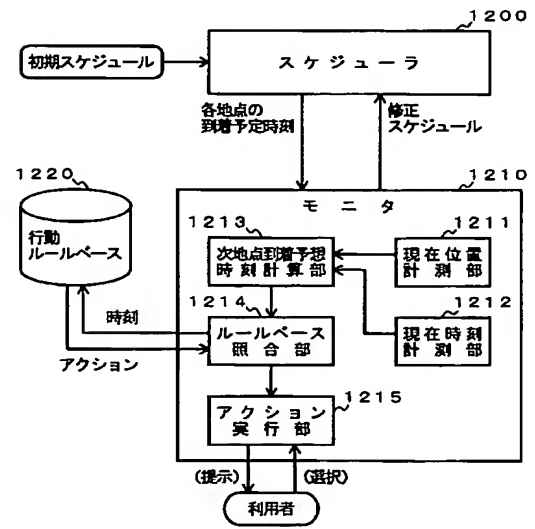 1200
初期スケジュール
スケジューラ
各地点の
到着予定時刻
修正
スケジュール
1220
1210
モニタ
行動
ルールベース
1213
次地点到着予想
時刻計算部
1211
現在位置
計測部
1214
時刻
ルールベース
照合部
1212
現在時刻
計測部
アクション
1215
アクション
実行部
(提示)
(選択)
利用者